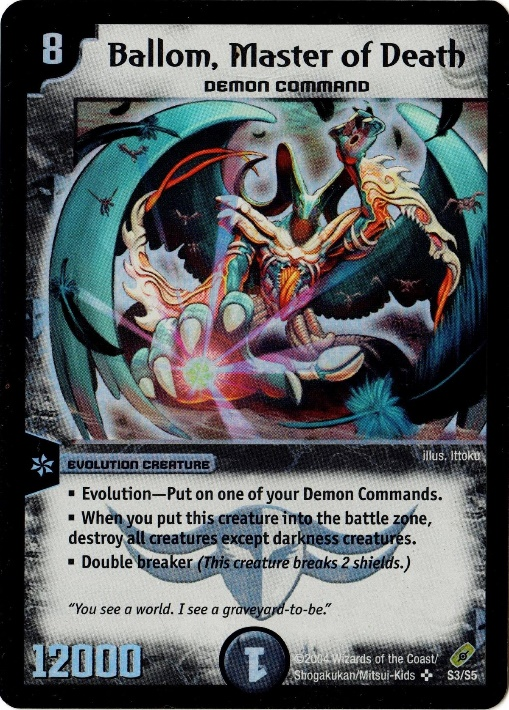 8
Ballom, Master of Death
DEMON COMMAND
illus. Ittoku
EVOLUTION CREATURE
▪ Evolution—Put on one of your Demon Commands.
▪ When you put this creature into the battle zone,
destroy all creatures except darkness creatures.
▪ Double breaker (This creature breaks 2 shields.)
"You see a world. I see a graveyard-to-be."
12000
1
©2004 Wizards of the Coast/
Shogakukan/Mitsui-Kids
S3/S5